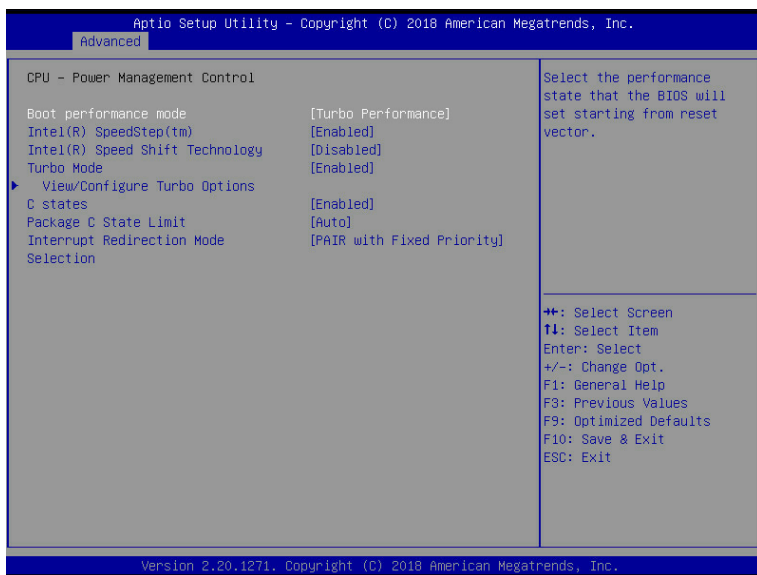 Aptio Setup Utility – Copyright (C) 2018 American Megatrends, Inc.
Advanced
CPU – Power Management Control
Boot performance mode [Turbo Performance]
Intel(R) SpeedStep(tm) [Enabled]
Intel(R) Speed Shift Technology [Disabled]
Turbo Mode [Enabled]
View/Configure Turbo Options
C states [Enabled]
Package C State Limit [Auto]
Interrupt Redirection Mode [PAIR with Fixed Priority]
Selection
Select the performance
state that the BIOS will
set starting from reset
vector.
→←: Select Screen
↑↓: Select Item
Enter: Select
+/-: Change Opt.
F1: General Help
F3: Previous Values
F9: Optimized Defaults
F10: Save & Exit
ESC: Exit
Version 2.20.1271. Copyright (C) 2018 American Megatrends, Inc.